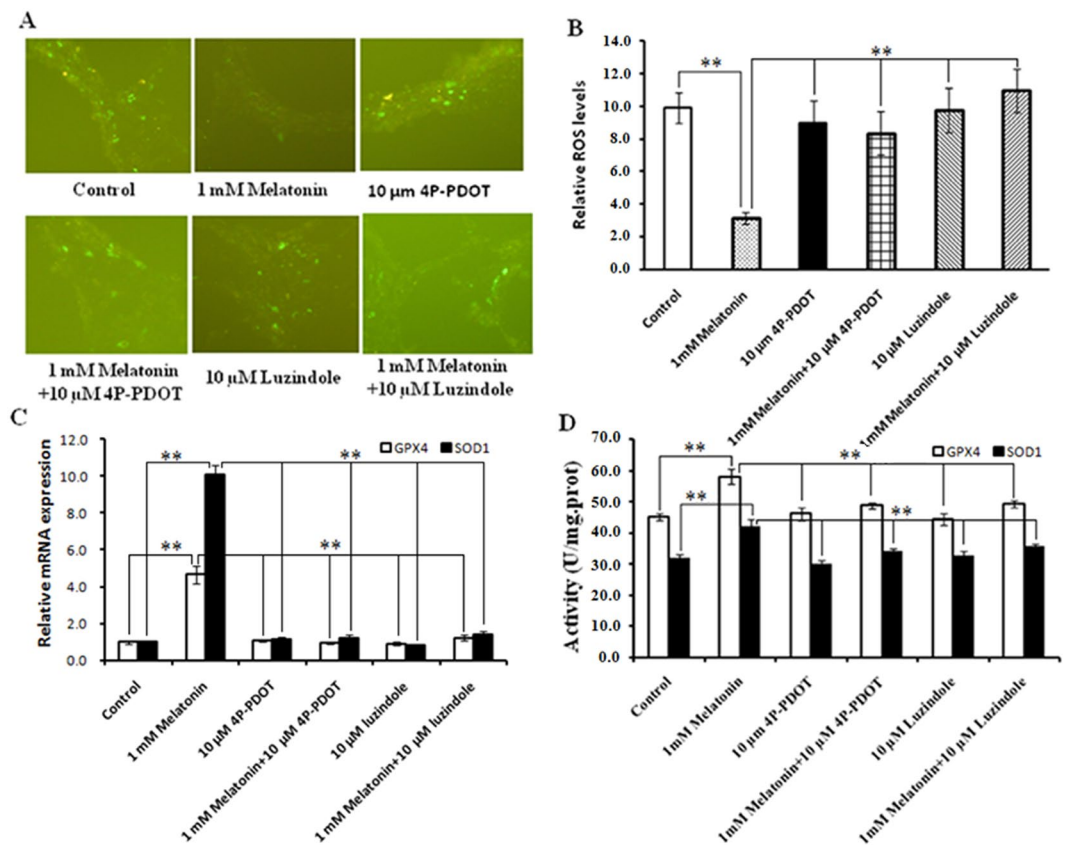 A
Control
1 mM Melatonin
10 µm 4P-PDOT
1 mM Melatonin
+10 µM 4P-PDOT
10 µM Luzindole
1 mM Melatonin
+10 µM Luzindole
B
Relative ROS levels
14.0
12.0
10.0
8.0
6.0
4.0
2.0
0.0
**
**
Control
1mM Melatonin
10 µm 4P-PDOT
1mM Melatonin+10 µM 4P-PDOT
10 µM Luzindole
1mM Melatonin+10 µM Luzindole
C
Relative mRNA expression
12.0
10.0
8.0
6.0
4.0
2.0
0.0
GPX4 SOD1
**
**
**
**
Control
1 mM Melatonin
10 µM 4P-PDOT
1 mM Melatonin+10 µM 4P-PDOT
10 µM luzindole
1 mM Melatonin+10 µM luzindole
D
Activity (U/mg.prot)
70.0
60.0
50.0
40.0
30.0
20.0
10.0
0.0
GPX4 SOD1
**
**
**
**
Control
1mM Melatonin
10 µm 4P-PDOT
1mM Melatonin+10 µM 4P-PDOT
10 µM Luzindole
1mM Melatonin+10 µM Luzindole